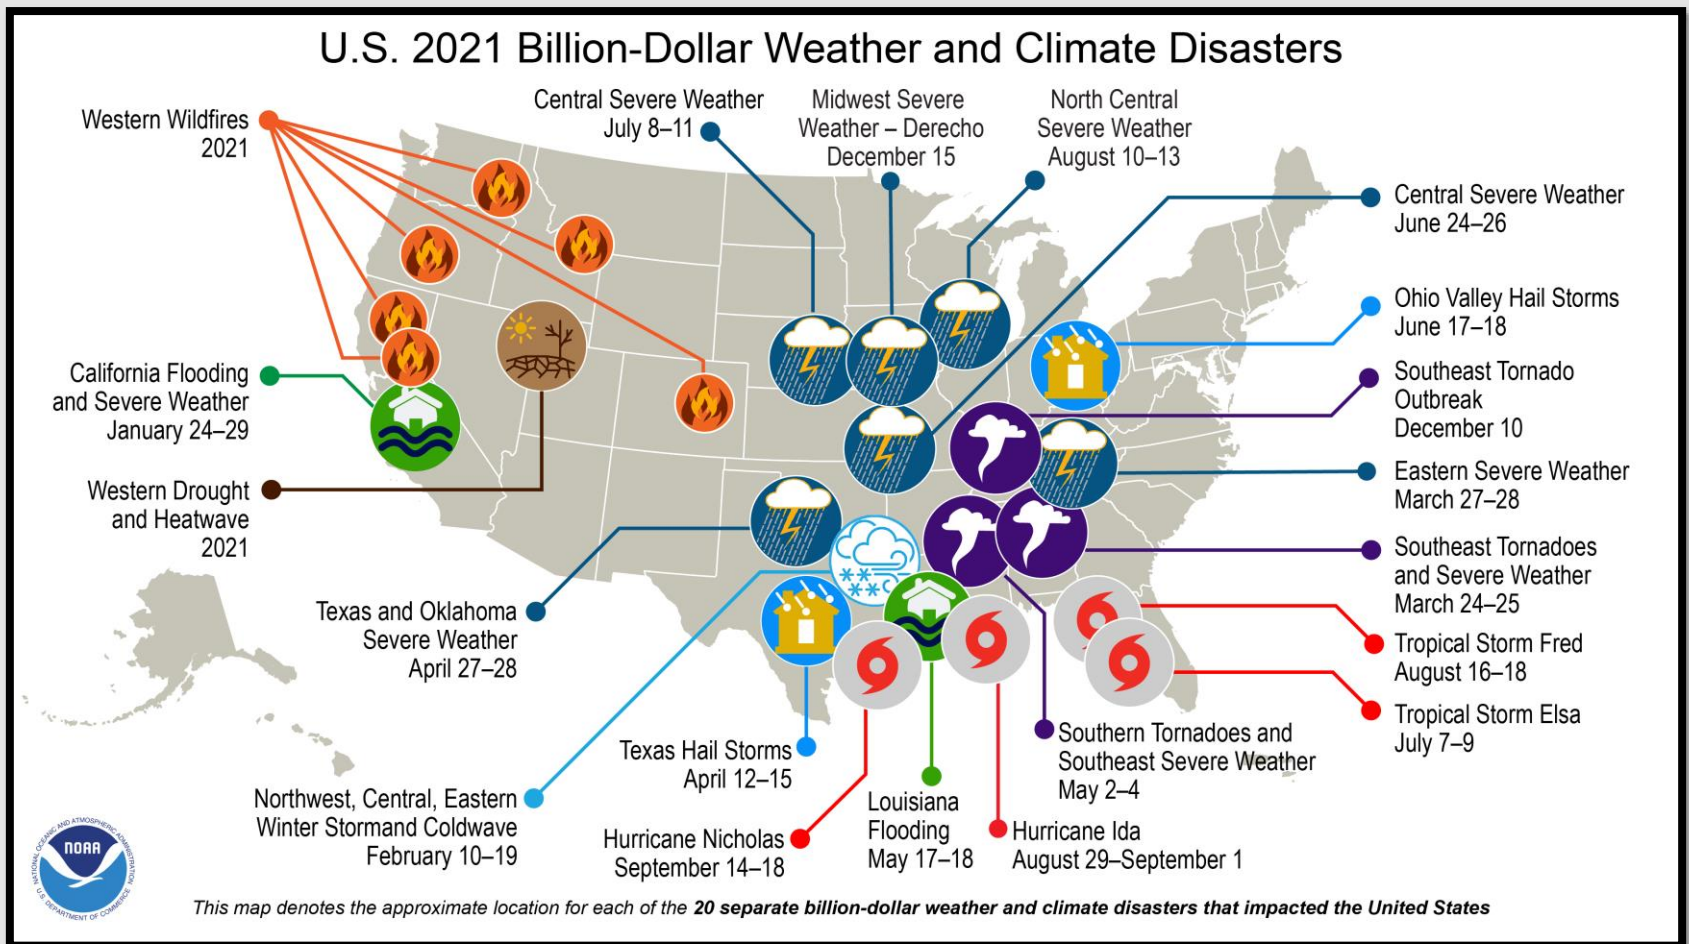 U.S. 2021 Billion-Dollar Weather and Climate Disasters
Western Wildfires
2021
Central Severe Weather
July 8–11
Midwest Severe
Weather – Derecho
December 15
North Central
Severe Weather
August 10–13
Central Severe Weather
June 24–26
Ohio Valley Hail Storms
June 17–18
Southeast Tornado
Outbreak
December 10
Eastern Severe Weather
March 27–28
Southeast Tornadoes
and Severe Weather
March 24–25
Tropical Storm Fred
August 16–18
Tropical Storm Elsa
July 7–9
California Flooding
and Severe Weather
January 24–29
Western Drought
and Heatwave
2021
Texas and Oklahoma
Severe Weather
April 27–28
Texas Hail Storms
April 12–15
Northwest, Central, Eastern
Winter Stormand Coldwave
February 10–19
Hurricane Nicholas
September 14–18
Louisiana
Flooding
May 17–18
Hurricane Ida
August 29–September 1
Southern Tornadoes and
Southeast Severe Weather
May 2–4
NATIONAL OCEANIC AND ATMOSPHERIC ADMINISTRATION
NOAA
U.S. DEPARTMENT OF COMMERCE
This map denotes the approximate location for each of the 20 separate billion-dollar weather and climate disasters that impacted the United States